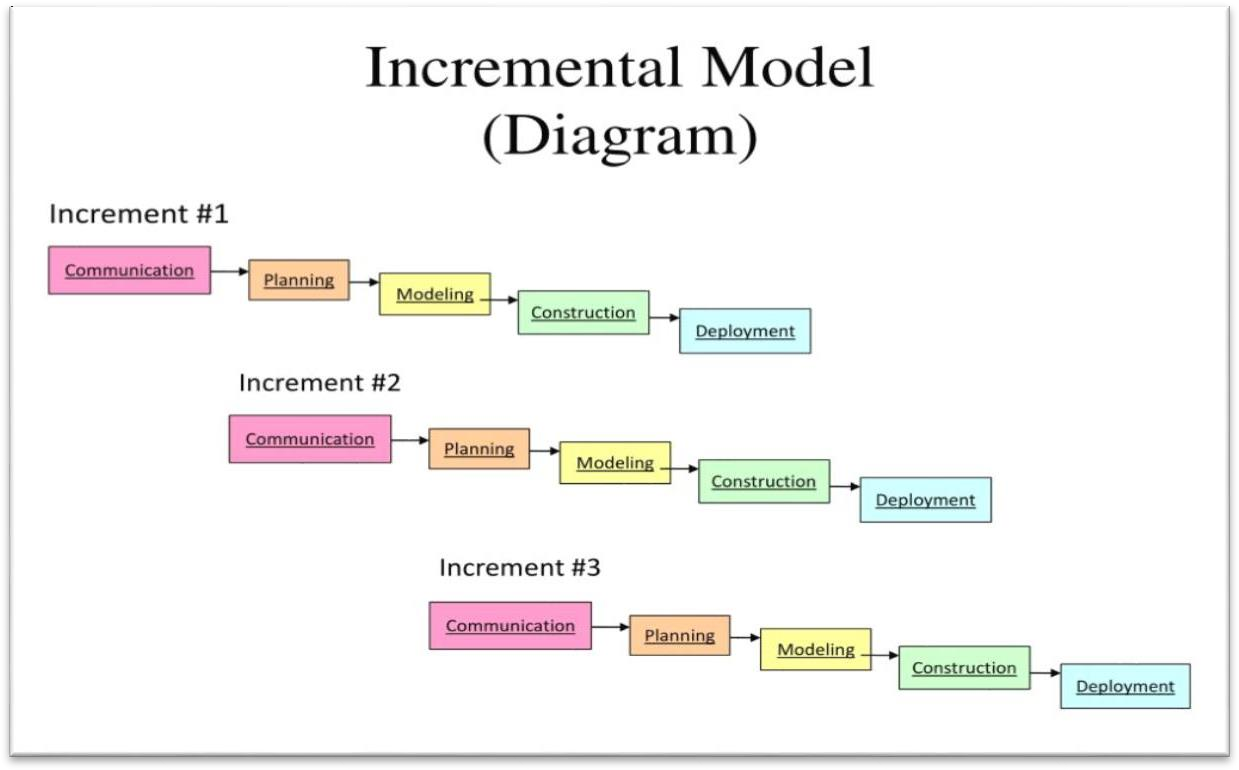 Incremental Model
(Diagram)
Increment #1
Communication
Planning
Modeling
Construction
Deployment
Increment #2
Communication
Planning
Modeling
Construction
Deployment
Increment #3
Communication
Planning
Modeling
Construction
Deployment